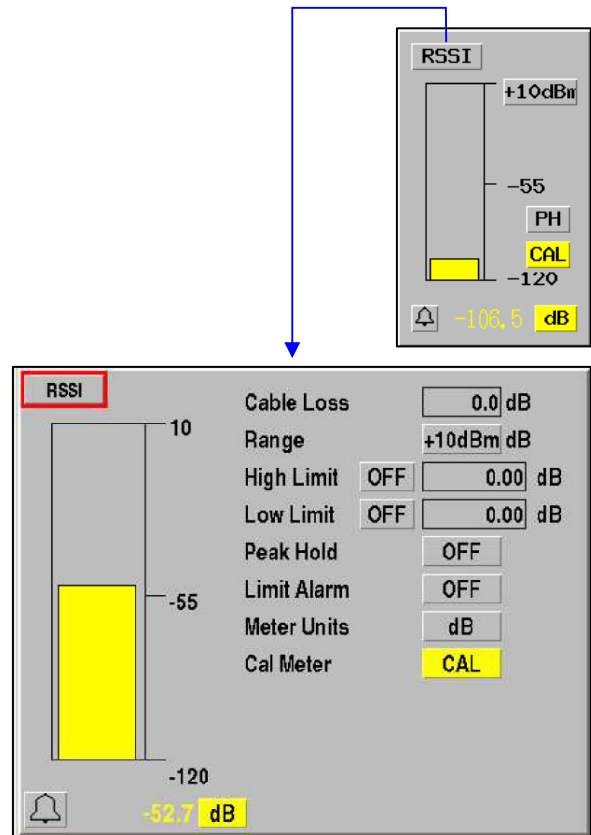 RSSI
+10dBm
-55
PH
CAL
-120
-106.5 dB
RSSI
10
-55
-120
-52.7 dB
Cable Loss 0.0 dB
Range +10dBm dB
High Limit OFF 0.00 dB
Low Limit OFF 0.00 dB
Peak Hold OFF
Limit Alarm OFF
Meter Units dB
Cal Meter CAL